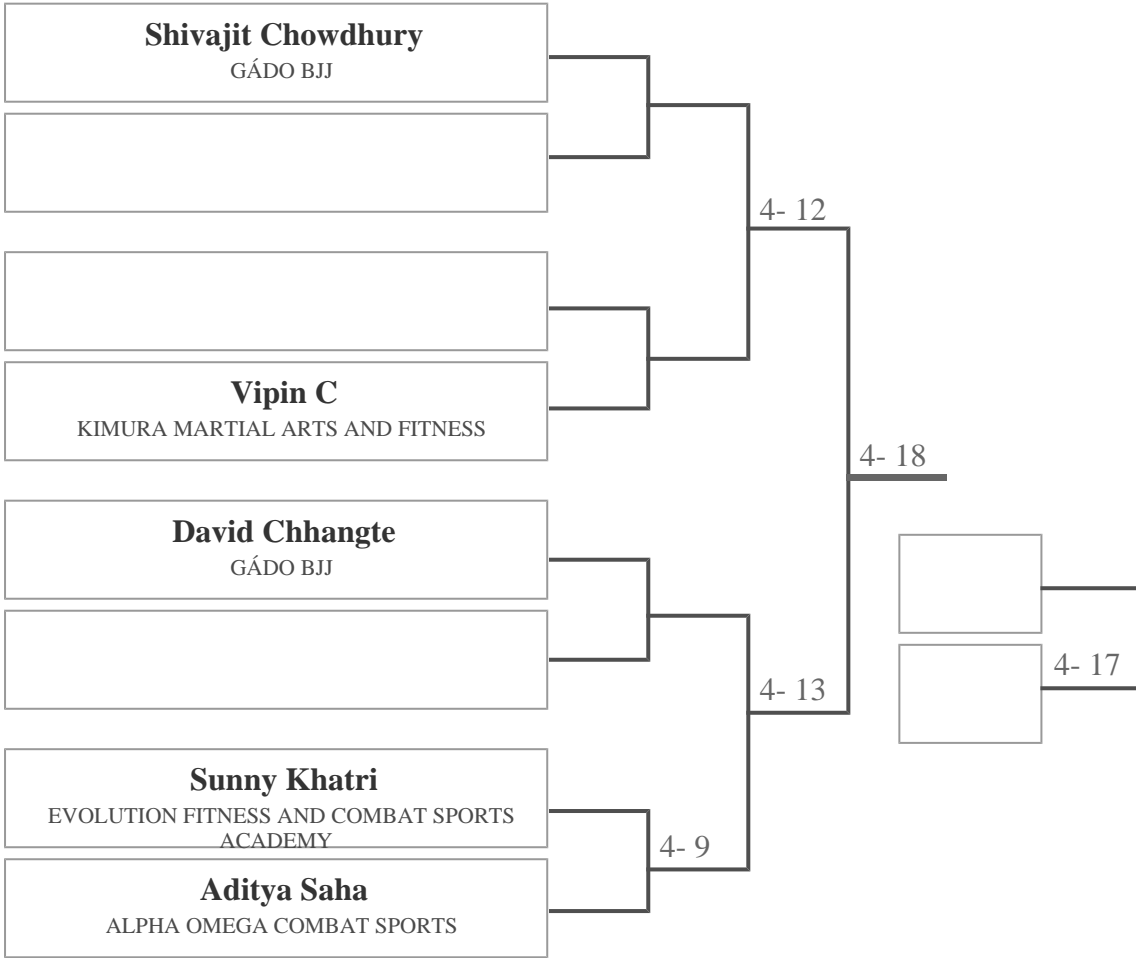 Shivajit Chowdhury
GÁDO BJJ
4- 12
Vipin C
KIMURA MARTIAL ARTS AND FITNESS
4- 18
David Chhangte
GÁDO BJJ
4- 17
4- 13
Sunny Khatri
EVOLUTION FITNESS AND COMBAT SPORTS
ACADEMY
4- 9
Aditya Saha
ALPHA OMEGA COMBAT SPORTS